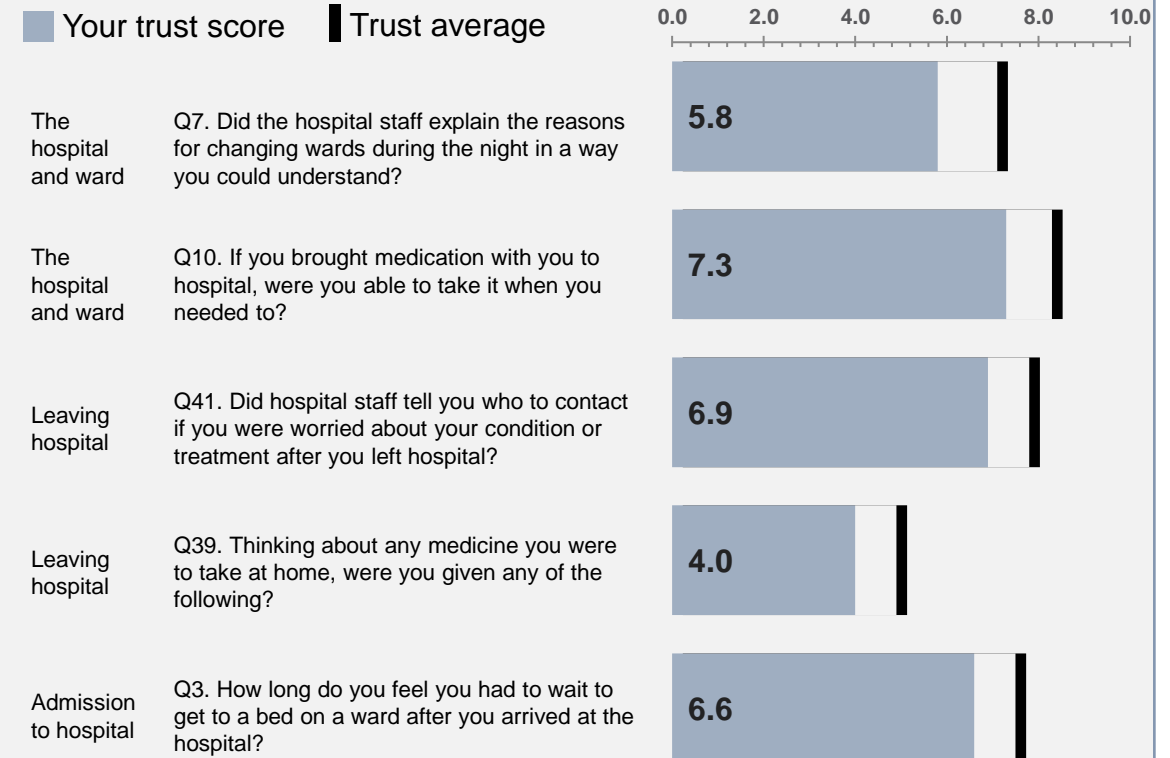 Your trust score Trust average
0.0 2.0 4.0 6.0 8.0 10.0
The
hospital
and ward
Q7. Did the hospital staff explain the reasons
for changing wards during the night in a way
you could understand?
5.8
The
hospital
and ward
Q10. If you brought medication with you to
hospital, were you able to take it when you
needed to?
7.3
Leaving
hospital
Q41. Did hospital staff tell you who to contact
if you were worried about your condition or
treatment after you left hospital?
6.9
Leaving
hospital
Q39. Thinking about any medicine you were
to take at home, were you given any of the
following?
4.0
Admission
to hospital
Q3. How long do you feel you had to wait to
get to a bed on a ward after you arrived at the
hospital?
6.6